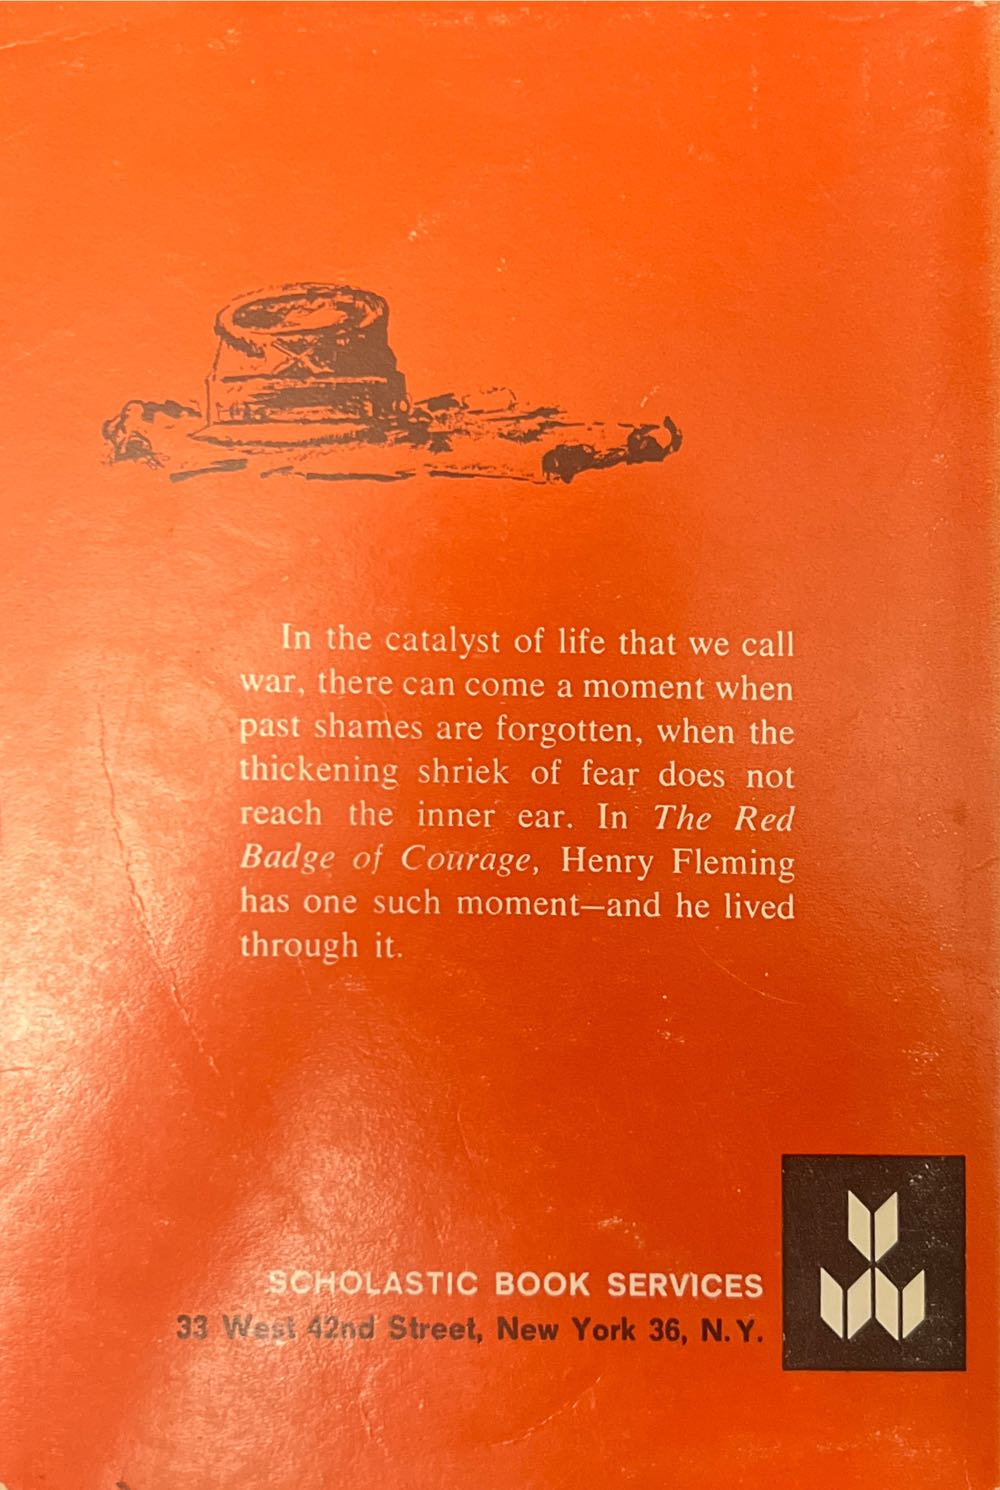 In the catalyst of life that we call
war, there can come a moment when
past shames are forgotten, when the
thickening shriek of fear does not
reach the inner ear. In The Red
Badge of Courage, Henry Fleming
has one such moment—and he lived
through it.
SCHOLASTIC BOOK SERVICES
33 West 42nd Street, New York 36, N.Y.